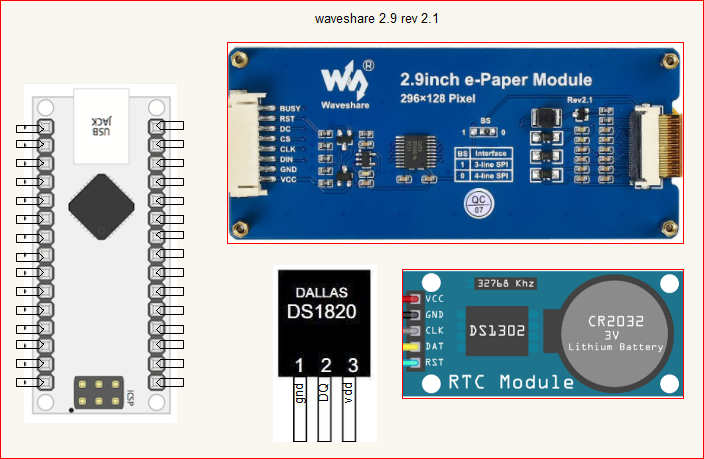 waveshare 2.9 rev 2.1
USB
JACK
ICSP
®
Waveshare
2.9inch e-Paper Module
296×128 Pixel
BUSY
RST
DC
CS
CLK
DIN
GND
VCC
BS
1 0
Rev2.1
BS Interface
1 3-line SPI
0 4-line SPI
QC
07
DALLAS
DS1820
1 2 3
gnd
DQ
vdd
32768 Khz
VCC
GND
CLK
DAT
RST
DS1302
CR2032
3V
Lithium Battery
RTC Module